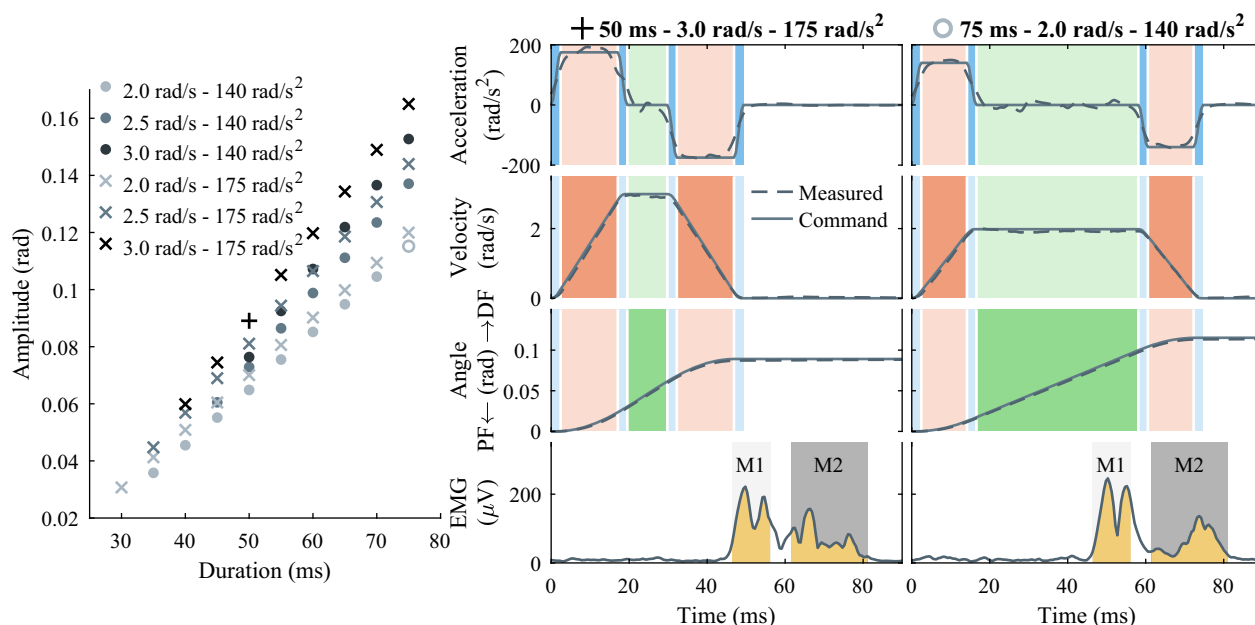 2.0 rad/s - 140 rad/s²
2.5 rad/s - 140 rad/s²
3.0 rad/s - 140 rad/s²
2.0 rad/s - 175 rad/s²
2.5 rad/s - 175 rad/s²
3.0 rad/s - 175 rad/s²
Amplitude (rad)
0.16
0.14
0.12
0.1
0.08
0.06
0.04
0.02
30 40 50 60 70 80
Duration (ms)
50 ms - 3.0 rad/s - 175 rad/s²
75 ms - 2.0 rad/s - 140 rad/s²
Acceleration
(rad/s²)
200
0
-200
Velocity
(rad/s)
2
0
Measured
Command
Angle
PF ← (rad) → DF
0.1
0.05
0
EMG
(μV)
200
0
M1 M2
M1 M2
0 20 40 60 80
Time (ms)
0 20 40 60 80
Time (ms)